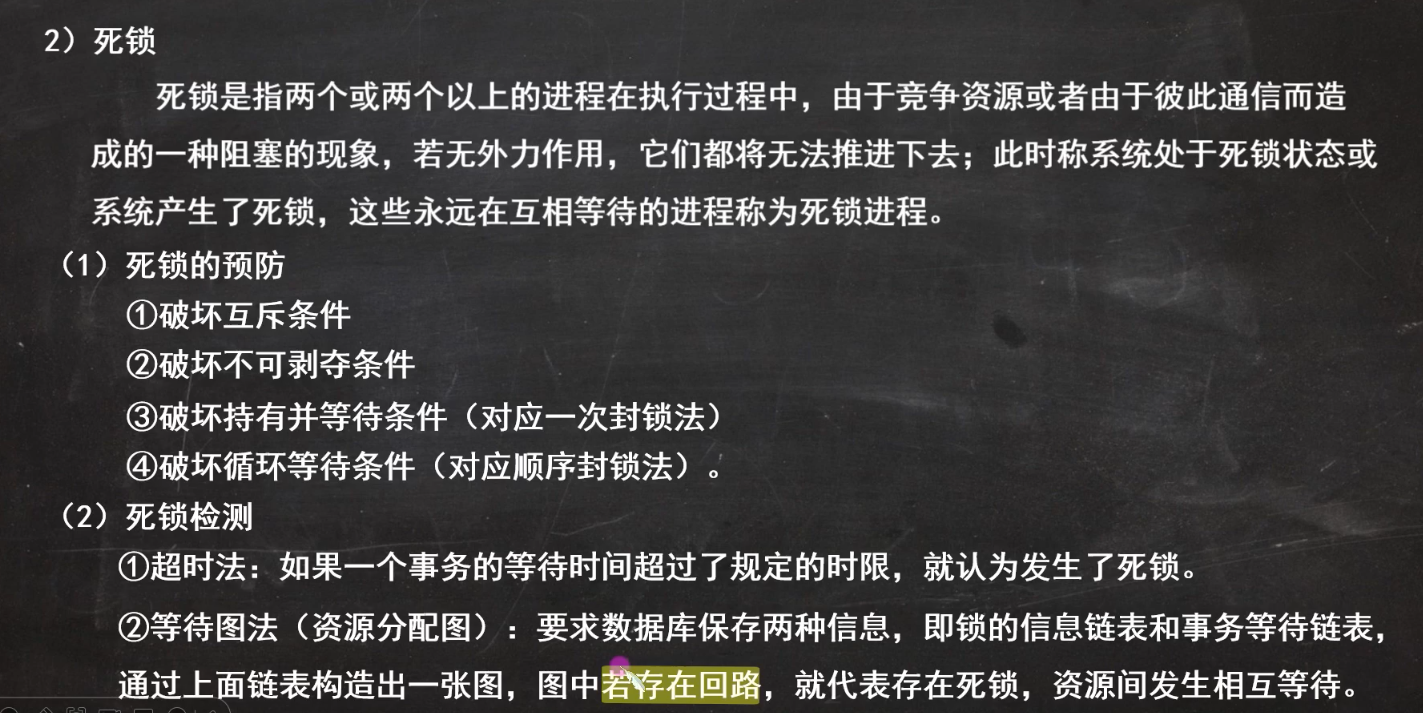 2）死锁
死锁是指两个或两个以上的进程在执行过程中，由于竞争资源或者由于彼此通信而造
成的一种阻塞的现象，若无外力作用，它们都将无法推进下去；此时称系统处于死锁状态或
系统产生了死锁，这些永远在互相等待的进程称为死锁进程。
（1）死锁的预防
①破坏互斥条件
②破坏不可剥夺条件
③破坏持有并等待条件（对应一次封锁法）
④破坏循环等待条件（对应顺序封锁法）。
（2）死锁检测
①超时法：如果一个事务的等待时间超过了规定的时限，就认为发生了死锁。
②等待图法（资源分配图）：要求数据库保存两种信息，即锁的信息链表和事务等待链表，
通过上面链表构造出一张图，图中若存在回路，就代表存在死锁，资源间发生相互等待。